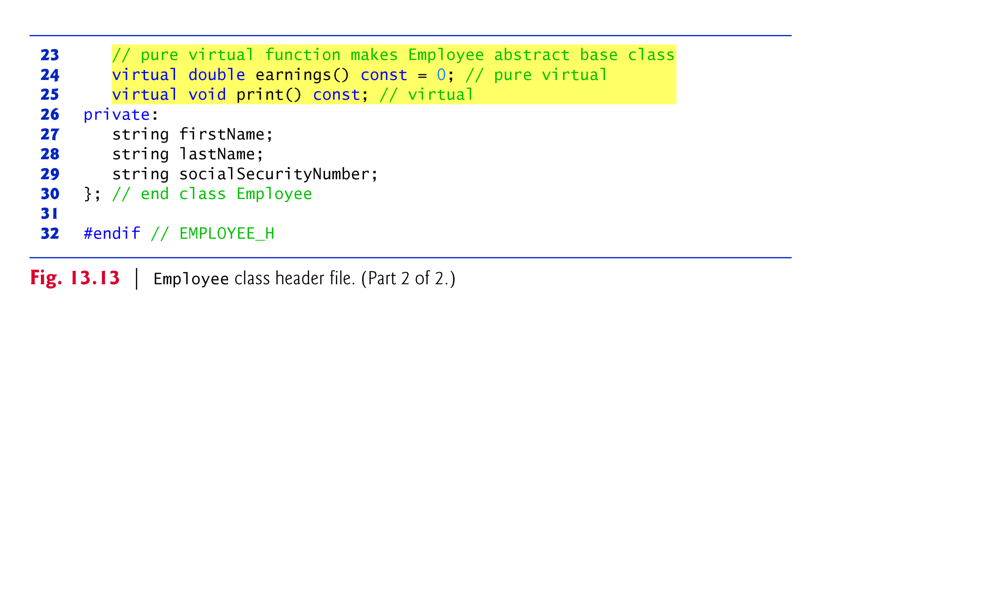 23 // pure virtual function makes Employee abstract base class
24 virtual double earnings() const = 0; // pure virtual
25 virtual void print() const; // virtual
26 private:
27 string firstName;
28 string lastName;
29 string socialSecurityNumber;
30 }; // end class Employee
31
32 #endif // EMPLOYEE_H
Fig. 13.13 | Employee class header file. (Part 2 of 2.)